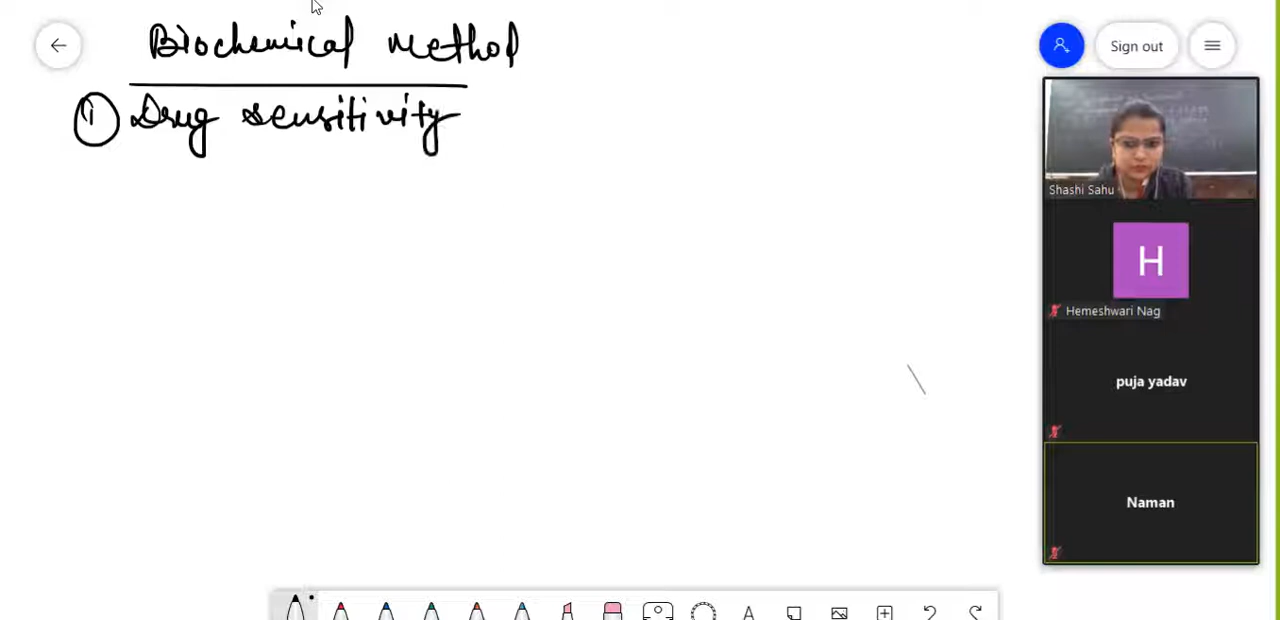 Biochemical Method
① Drug sensitivity
Sign out
Shashi Sahu
H
Hemeshwari Nag
puja yadav
Naman
A